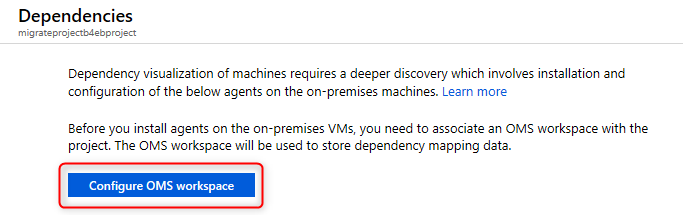 Dependencies
migrateprojectb4ebproject
Dependency visualization of machines requires a deeper discovery which involves installation and
configuration of the below agents on the on-premises machines. Learn more
Before you install agents on the on-premises VMs, you need to associate an OMS workspace with the
project. The OMS workspace will be used to store dependency mapping data.
Configure OMS workspace